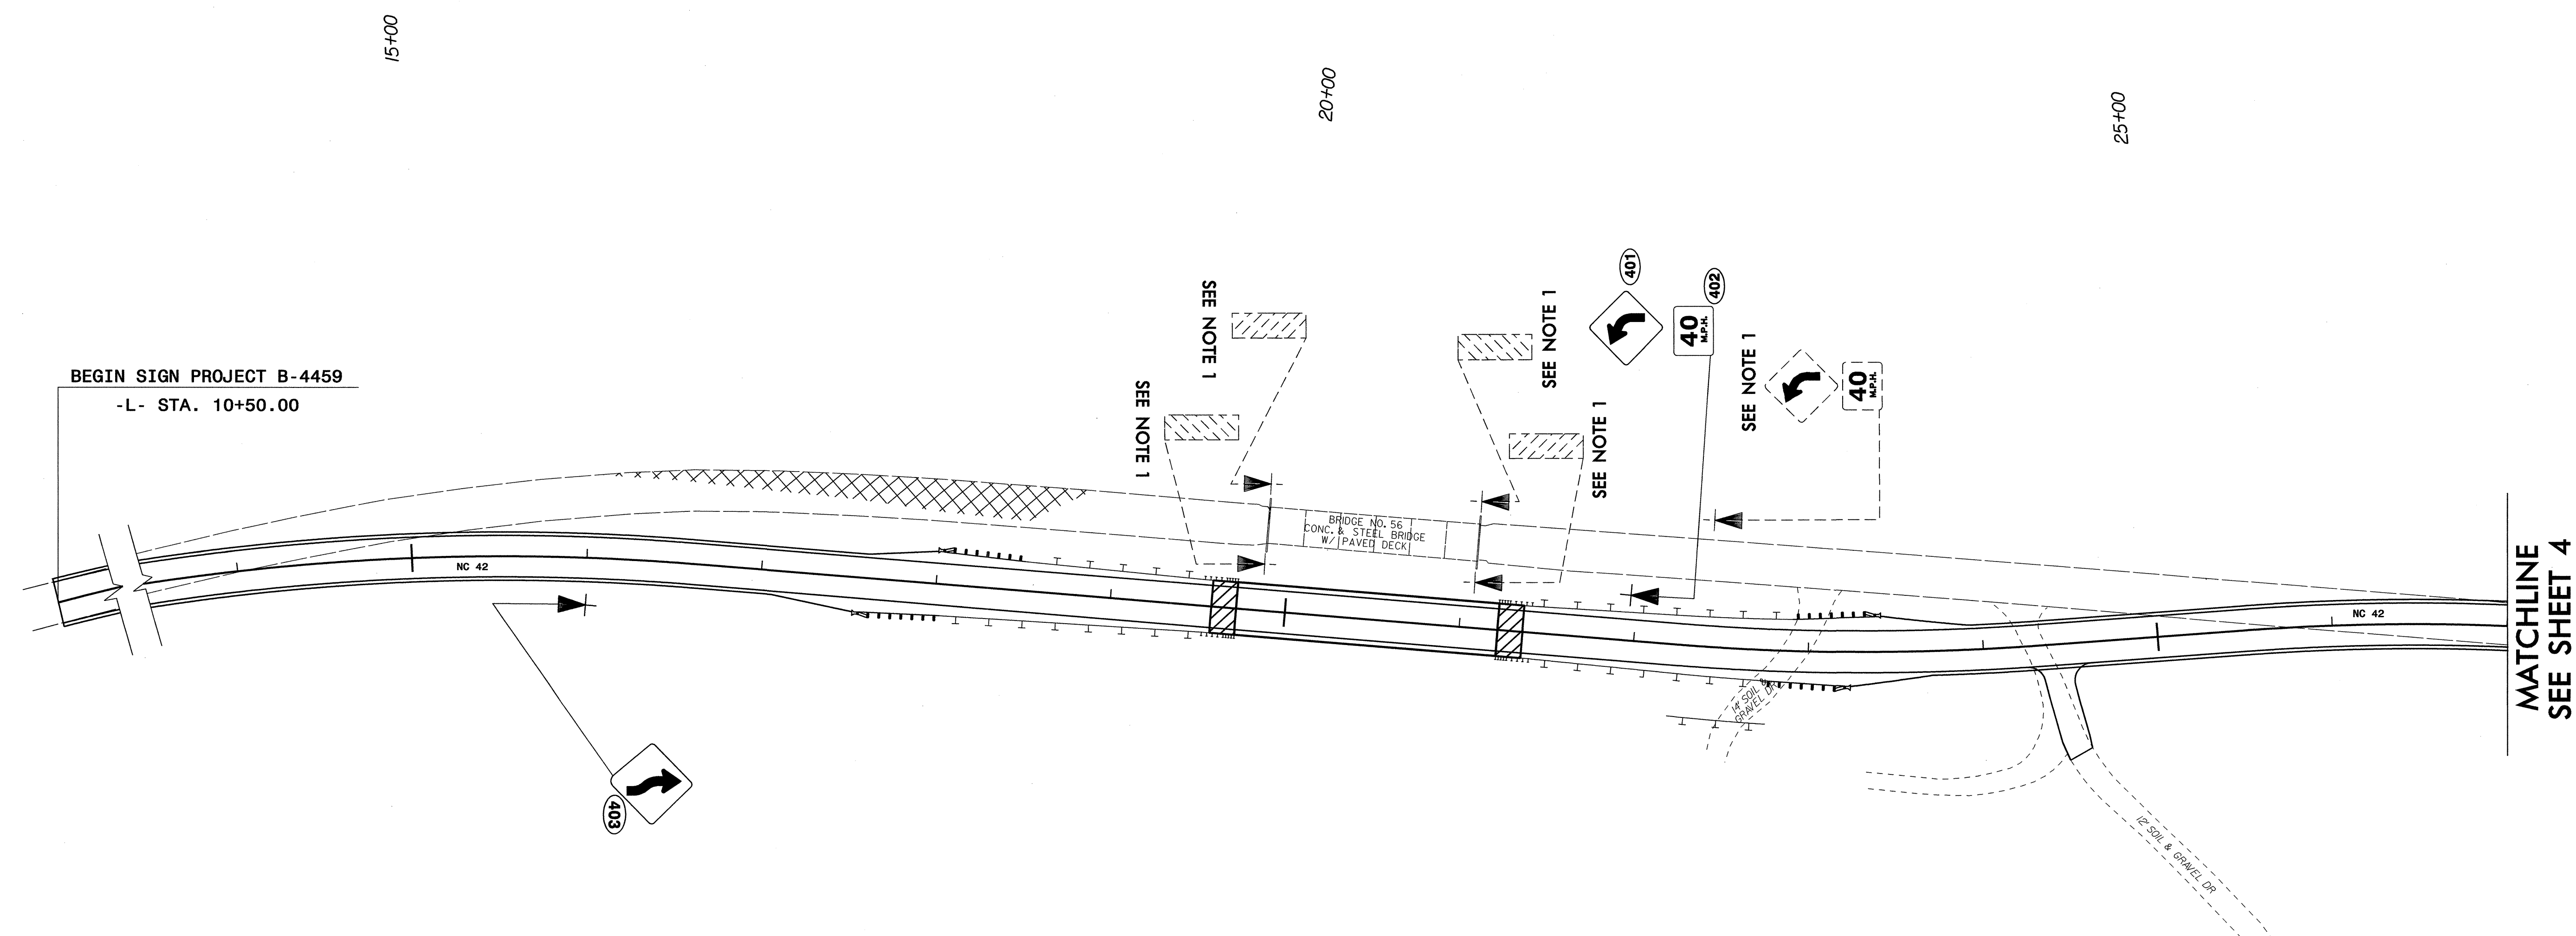 15+00
20+00
25+00
BEGIN SIGN PROJECT B-4459
-L- STA. 10+50.00
SEE NOTE 1
SEE NOTE 1
SEE NOTE 1
SEE NOTE 1
401
402
40
M.P.H.
SEE NOTE 1
40
M.P.H.
BRIDGE NO. 56
CONC. & STEEL BRIDGE
W/ PAVED DECK
NC 42
NC 42
MATCHLINE
SEE SHEET 4
14' SOIL &
GRAVEL DR
403
12' SOIL & GRAVEL DR